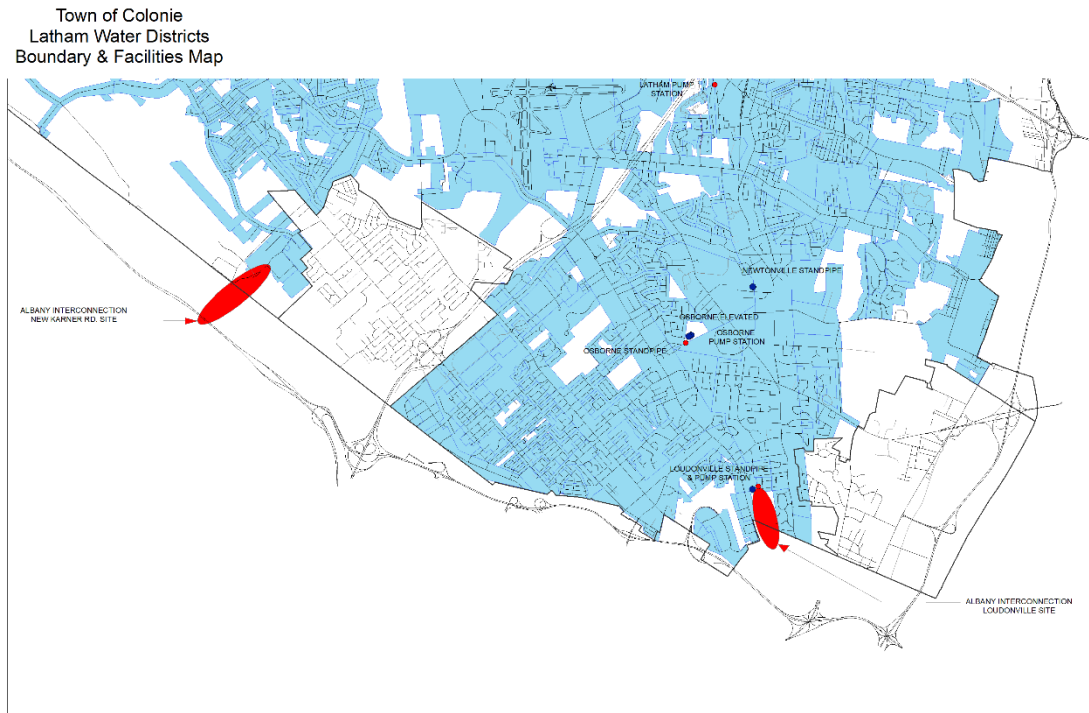 Town of Colonie
Latham Water Districts
Boundary & Facilities Map
LATHAM PUMP
STATION
NEWTONVILLE STANDPIPE
ALBANY INTERCONNECTION
NEW KARNER RD. SITE
OSBORNE ELEVATED
OSBORNE
PUMP STATION
OSBORNE STANDPIPE
LOUDONVILLE STANDPIPE
& PUMP STATION
ALBANY INTERCONNECTION
LOUDONVILLE SITE